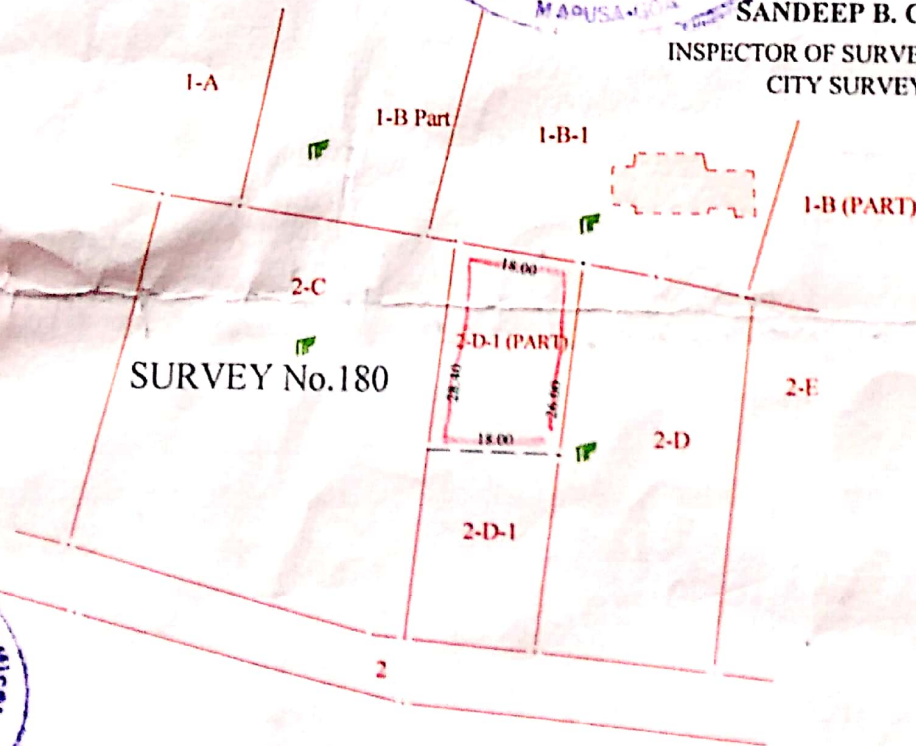 MAPUSA-GOA
SANDEEP B.
INSPECTOR OF SURVE
CITY SURVEY
1-A
1-B Part
1-B-1
1-B (PART)
18.00
2-C
2-D-1 (PART)
SURVEY No.180
28.40
26.00
2-E
18.00
2-D
2-D-1
2